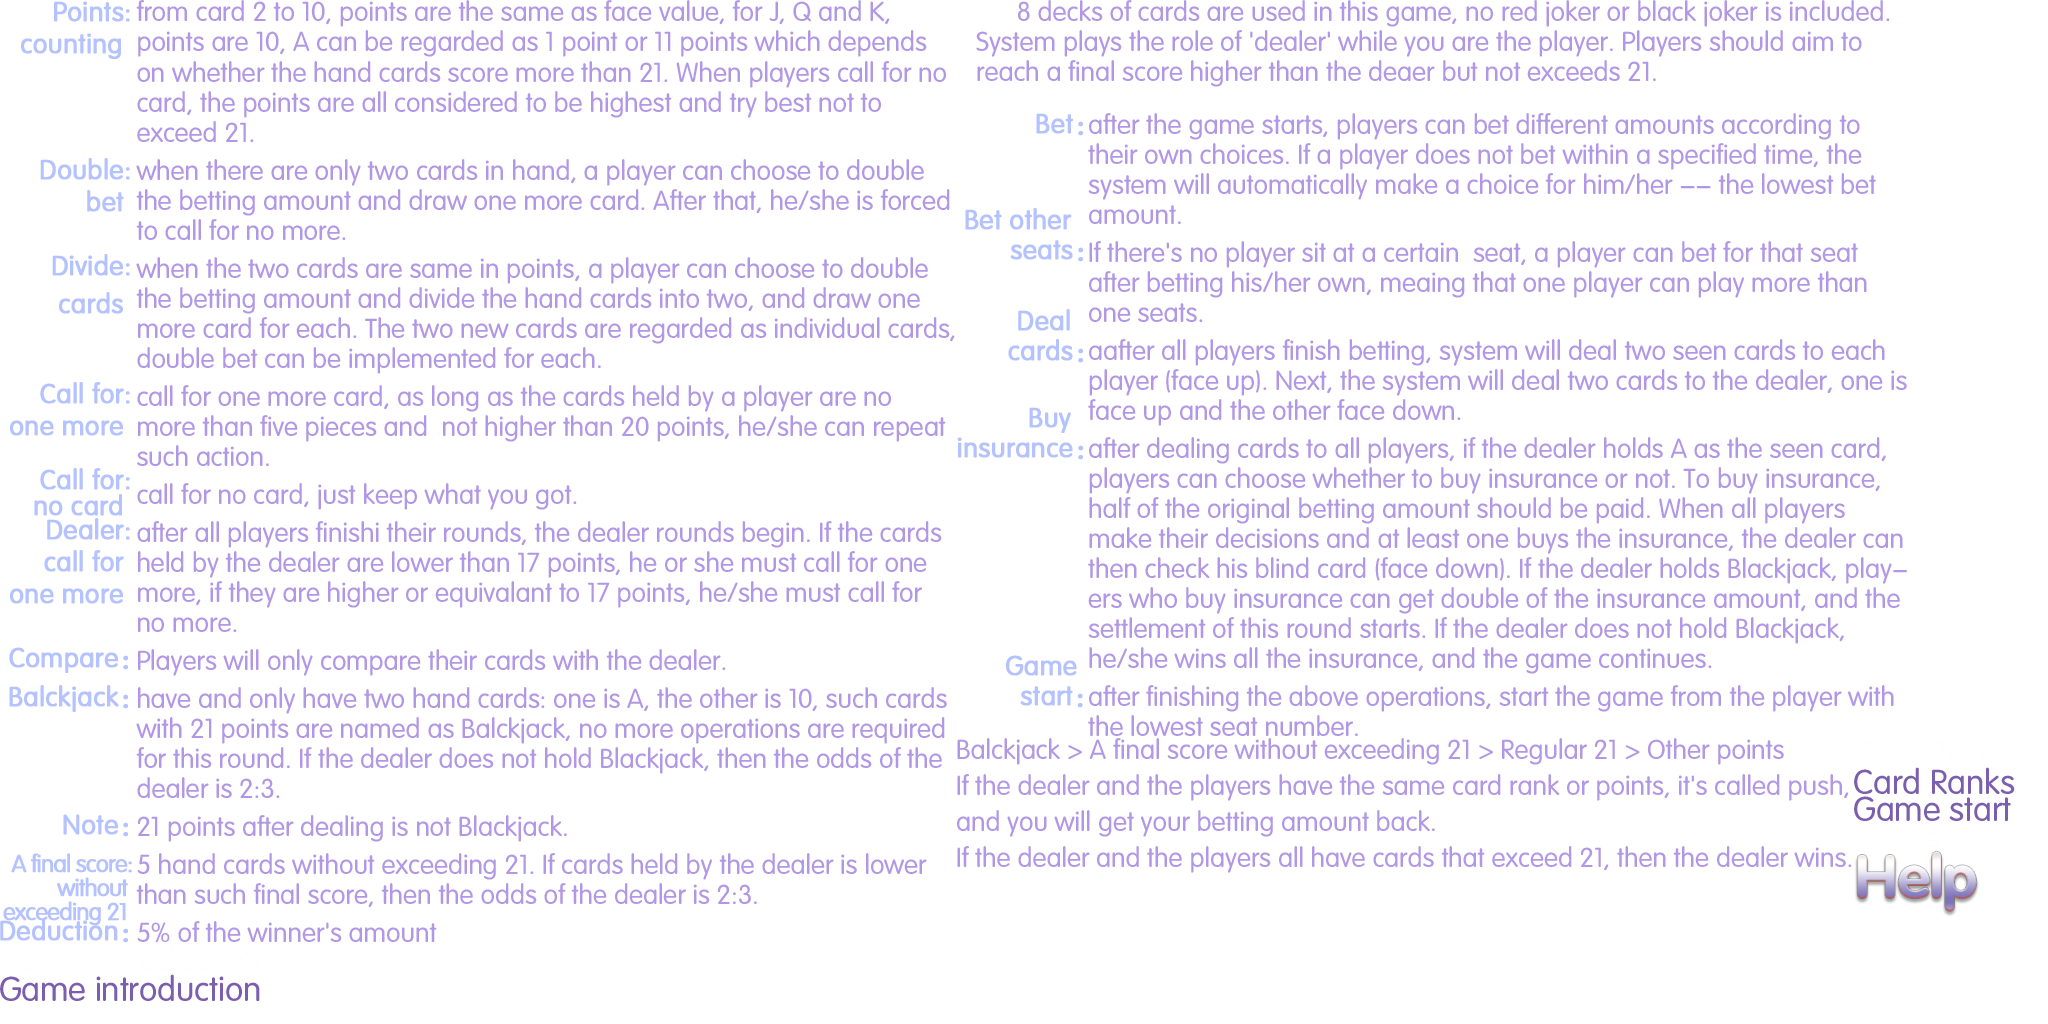 Points: from card 2 to 10, points are the same as face value, for J, Q and K,
counting points are 10, A can be regarded as 1 point or 11 points which depends
on whether the hand cards score more than 21. When players call for no
card, the points are all considered to be highest and try best not to
exceed 21.
Double: when there are only two cards in hand, a player can choose to double
bet the betting amount and draw one more card. After that, he/she is forced
to call for no more.
Divide: when the two cards are same in points, a player can choose to double
cards the betting amount and divide the hand cards into two, and draw one
more card for each. The two new cards are regarded as individual cards,
double bet can be implemented for each.
Call for: call for one more card, as long as the cards held by a player are no
one more more than five pieces and not higher than 20 points, he/she can repeat
such action.
Call for:
no card call for no card, just keep what you got.
Dealer: after all players finishi their rounds, the dealer rounds begin. If the cards
call for held by the dealer are lower than 17 points, he or she must call for one
one more more, if they are higher or equivalant to 17 points, he/she must call for
no more.
Compare: Players will only compare their cards with the dealer.
Balckjack: have and only have two hand cards: one is A, the other is 10, such cards
with 21 points are named as Balckjack, no more operations are required
for this round. If the dealer does not hold Blackjack, then the odds of the
dealer is 2:3.
Note: 21 points after dealing is not Blackjack.
A final score: 5 hand cards without exceeding 21. If cards held by the dealer is lower
without than such final score, then the odds of the dealer is 2:3.
exceeding 21
Deduction: 5% of the winner's amount
Game introduction
8 decks of cards are used in this game, no red joker or black joker is included.
System plays the role of 'dealer' while you are the player. Players should aim to
reach a final score higher than the deaer but not exceeds 21.
Bet: after the game starts, players can bet different amounts according to
their own choices. If a player does not bet within a specified time, the
system will automatically make a choice for him/her -- the lowest bet
amount.
Bet other
seats: If there's no player sit at a certain seat, a player can bet for that seat
after betting his/her own, meaing that one player can play more than
one seats.
Deal
cards: aafter all players finish betting, system will deal two seen cards to each
player (face up). Next, the system will deal two cards to the dealer, one is
face up and the other face down.
Buy
insurance: after dealing cards to all players, if the dealer holds A as the seen card,
players can choose whether to buy insurance or not. To buy insurance,
half of the original betting amount should be paid. When all players
make their decisions and at least one buys the insurance, the dealer can
then check his blind card (face down). If the dealer holds Blackjack, play-
ers who buy insurance can get double of the insurance amount, and the
settlement of this round starts. If the dealer does not hold Blackjack,
he/she wins all the insurance, and the game continues.
Game
start: after finishing the above operations, start the game from the player with
the lowest seat number.
Balckjack > A final score without exceeding 21 > Regular 21 > Other points
If the dealer and the players have the same card rank or points, it's called push,
and you will get your betting amount back.
If the dealer and the players all have cards that exceed 21, then the dealer wins.
Card Ranks
Game start
Help